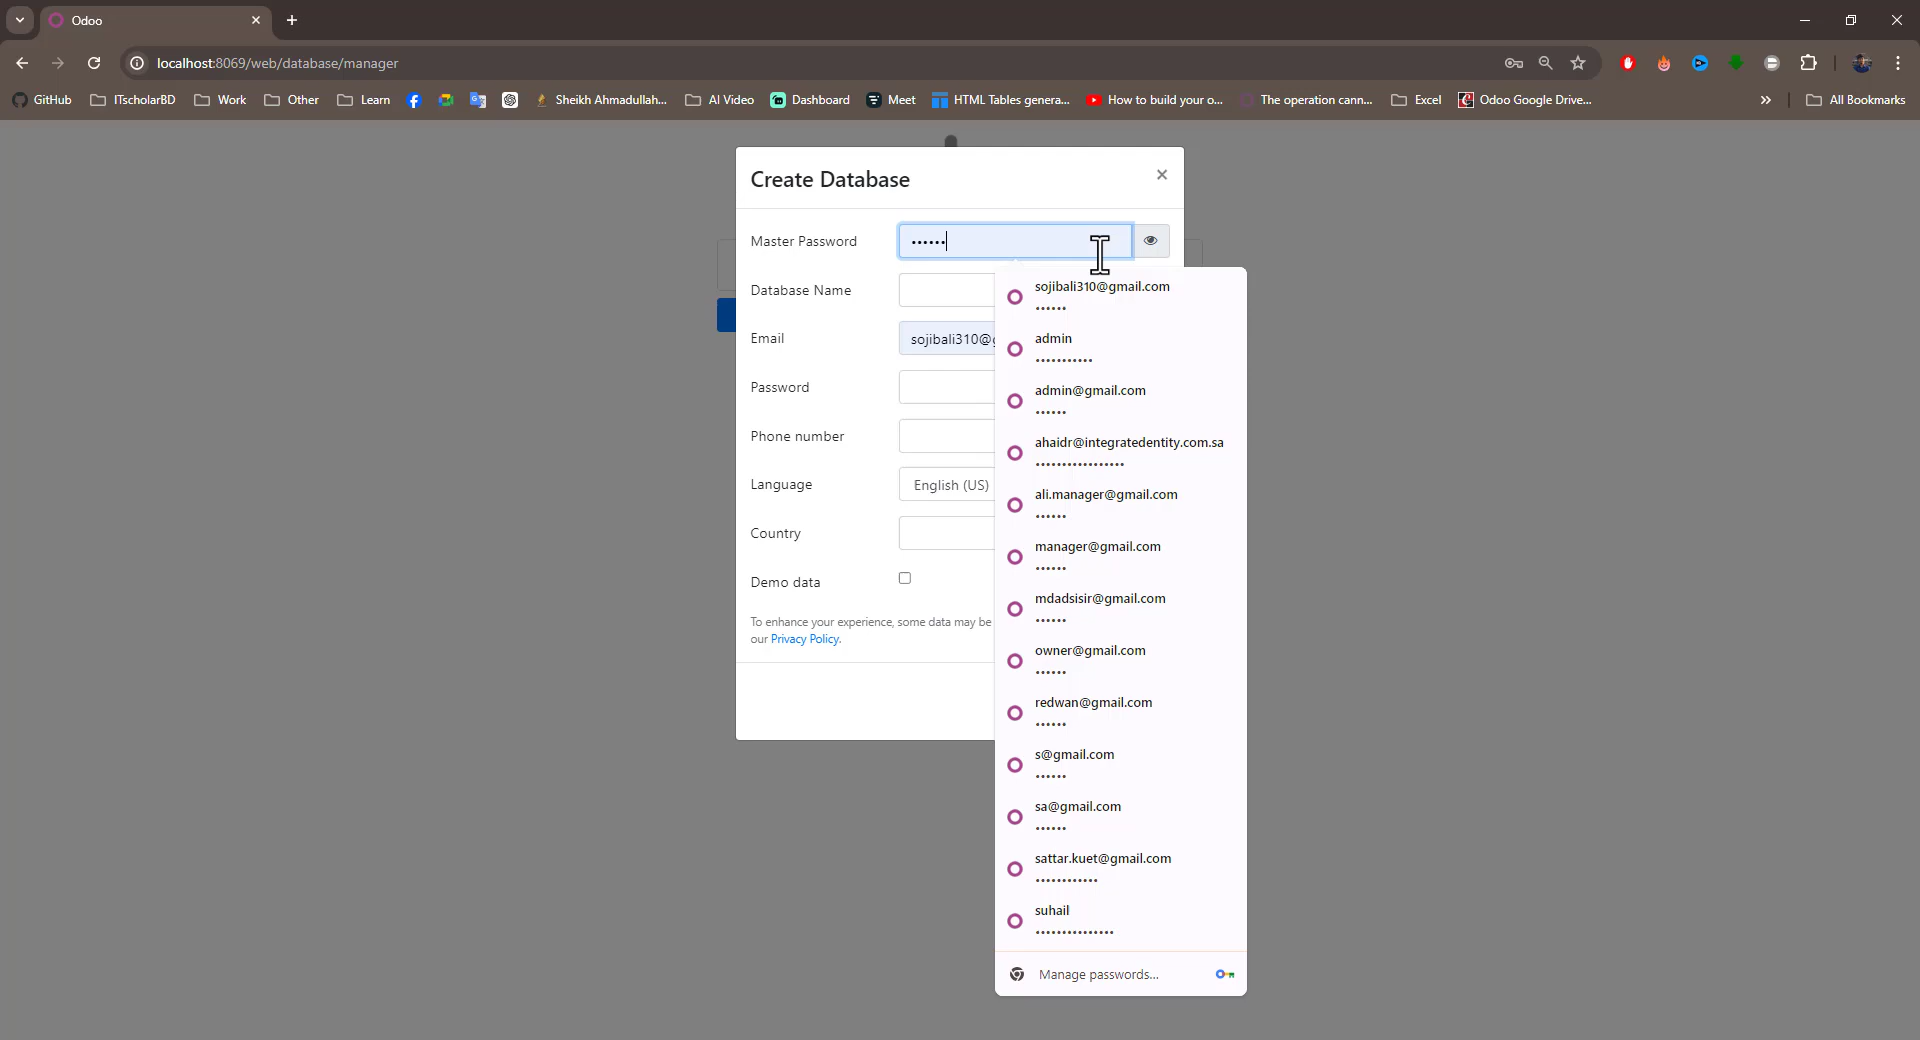 Odoo
localhost:8069/web/database/manager
GitHub ITscholarBD Work Other Learn Sheikh Ahmadullah... AI Video Dashboard Meet HTML Tables genera... How to build your o... The operation cann... Excel Odoo Google Drive... All Bookmarks
Create Database
Master Password ••••••
Database Name
Email sojibali310@g
Password
Phone number
Language English (US)
Country
Demo data
To enhance your experience, some data may be
our Privacy Policy.
sojibali310@gmail.com
••••••
admin
•••••••••••
admin@gmail.com
••••••
ahaidr@integratedentity.com.sa
•••••••••••••••••
ali.manager@gmail.com
••••••
manager@gmail.com
••••••
mdadsisir@gmail.com
••••••
owner@gmail.com
••••••
redwan@gmail.com
••••••
s@gmail.com
••••••
sa@gmail.com
••••••
sattar.kuet@gmail.com
••••••••••••
suhail
•••••••••••••••
Manage passwords...